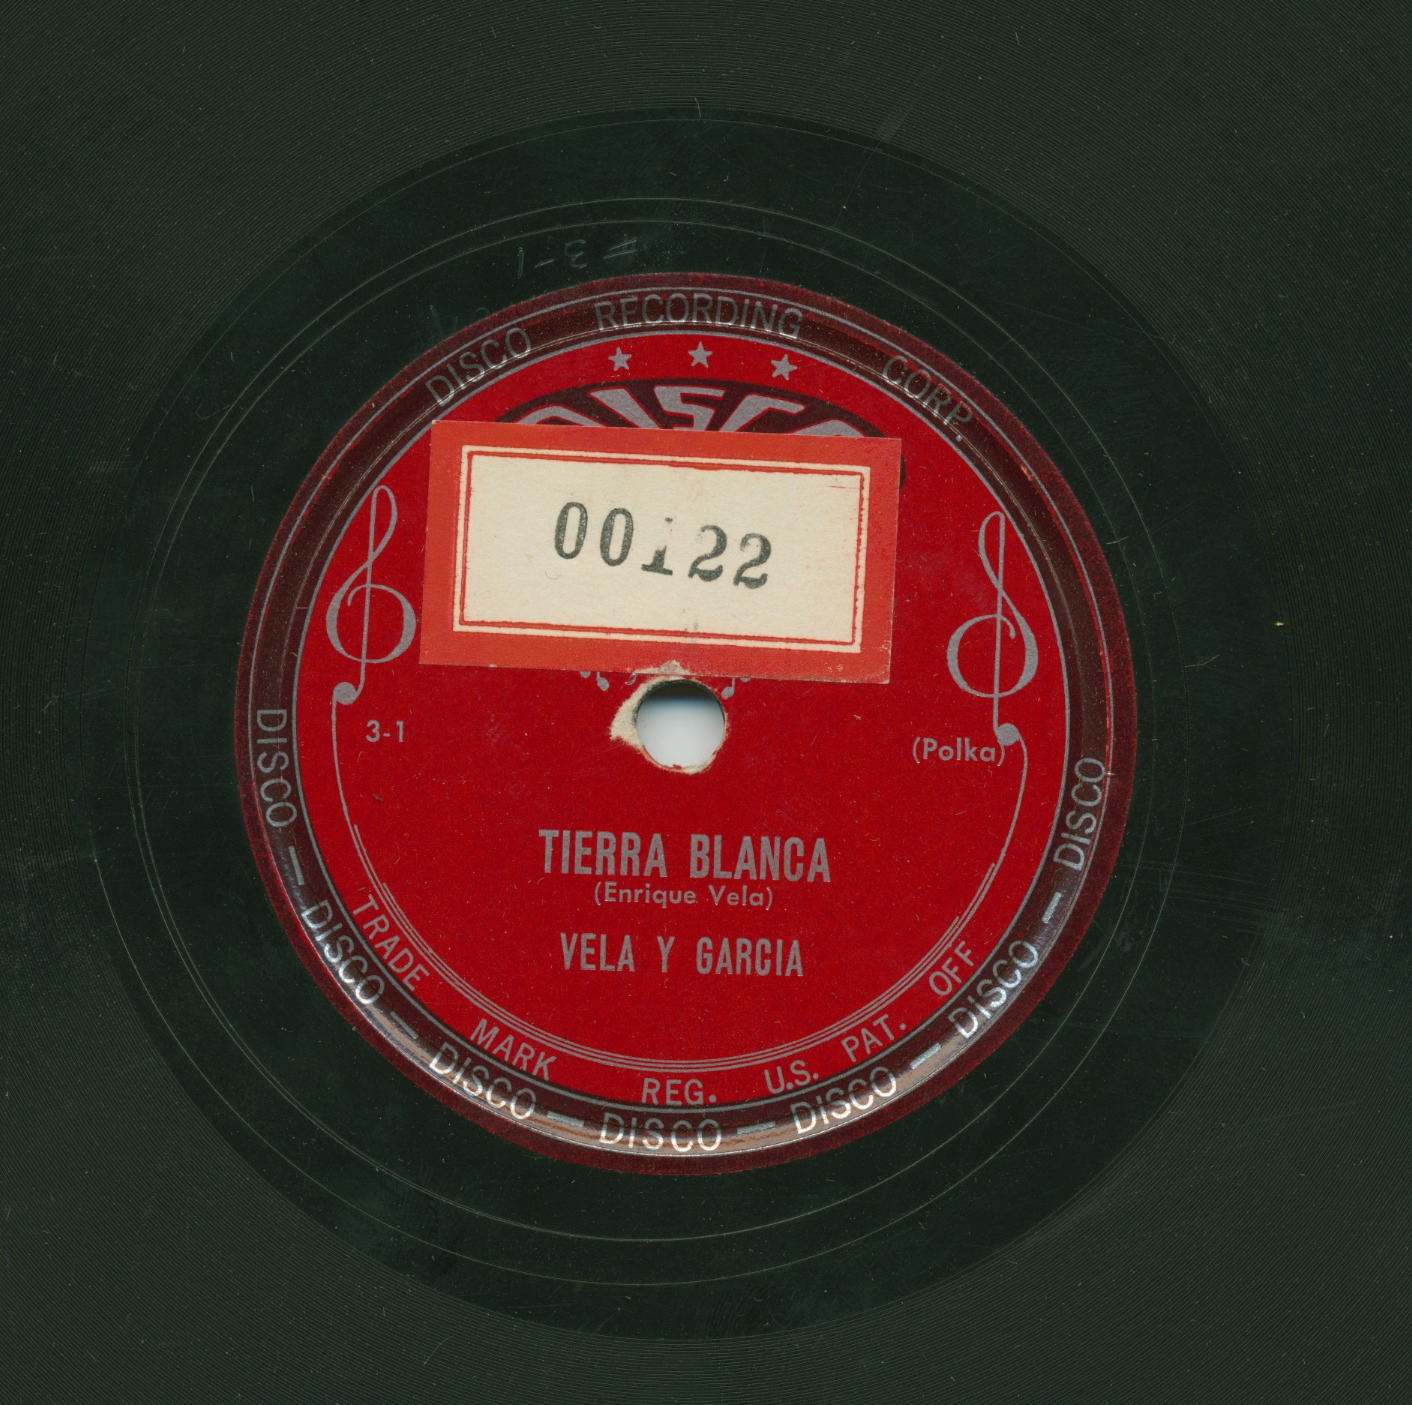 # 3-1
DISCO RECORDING CORP.
DISCO
00122
3-1
(Polka)
TIERRA BLANCA
(Enrique Vela)
VELA Y GARCIA
TRADE MARK REG. U.S. PAT. OFF
DISCO — DISCO — DISCO — DISCO — DISCO — DISCO — DISCO